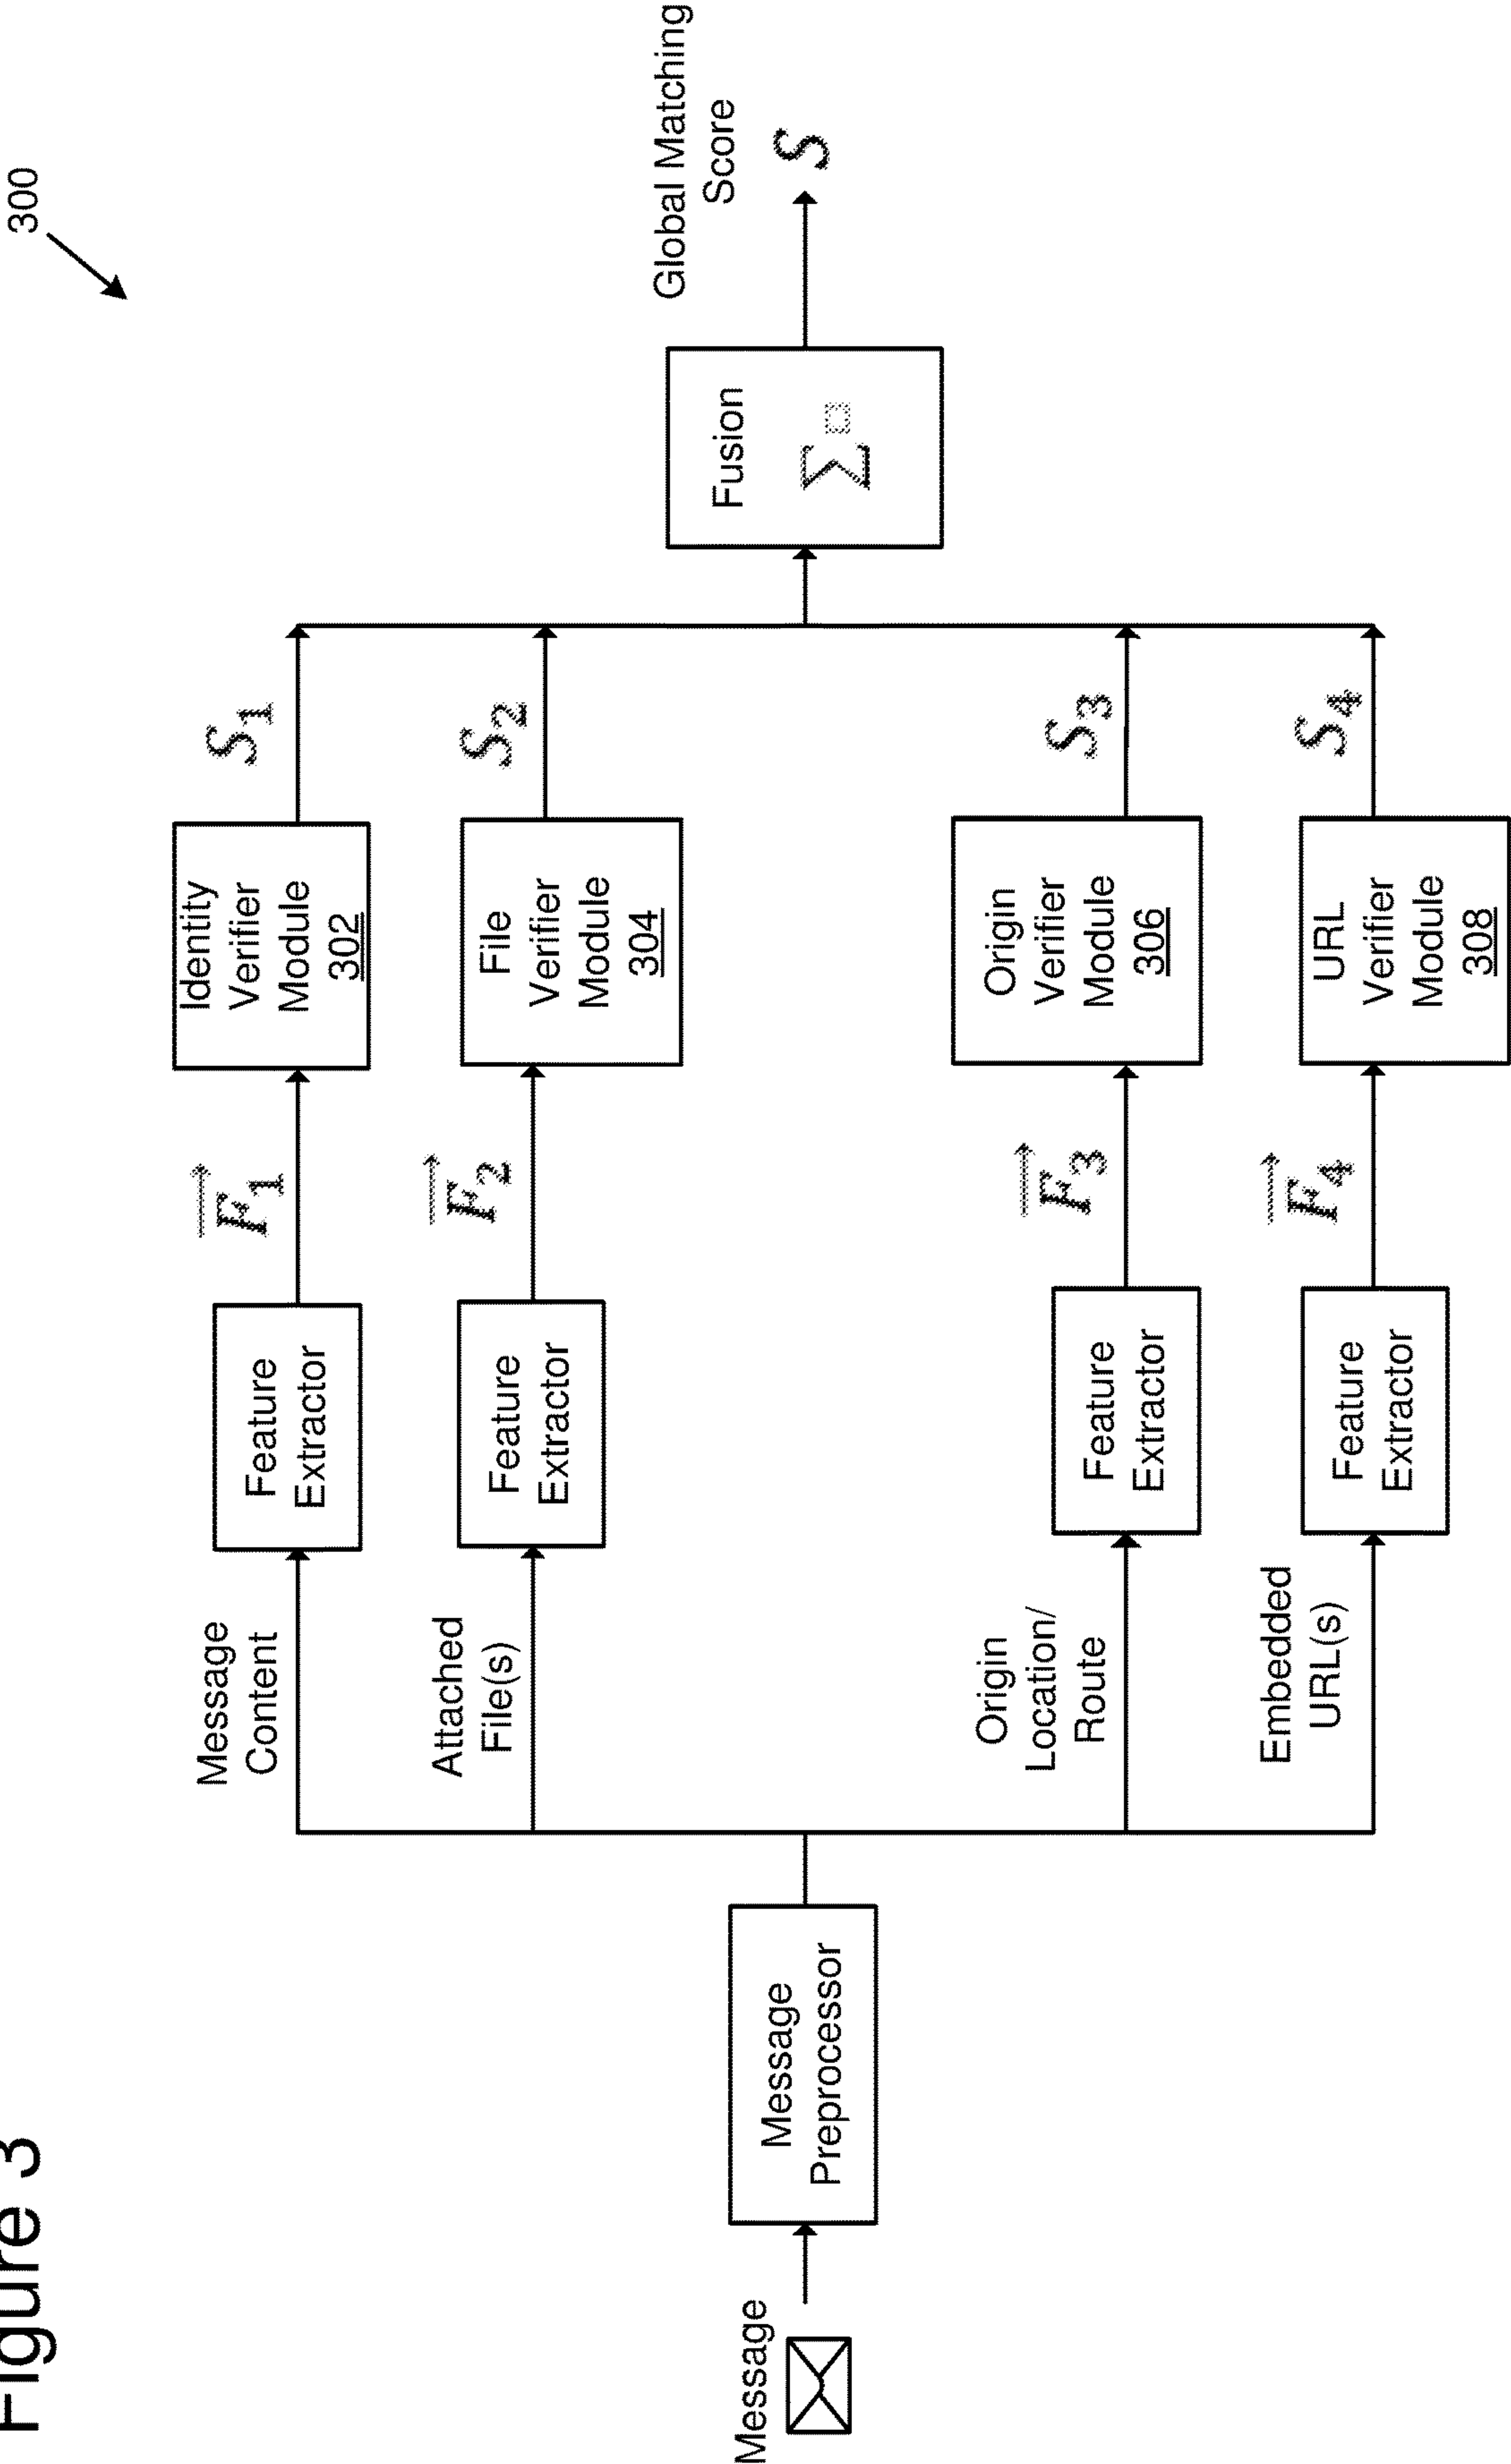 Figure 3
300
Message
Message
Preprocessor
Message
Content
Feature
Extractor
F₁
Identity
Verifier
Module
302
S₁
Attached
File(s)
Feature
Extractor
F₂
File
Verifier
Module
304
S₂
Origin
Location/
Route
Feature
Extractor
F₃
Origin
Verifier
Module
306
S₃
Embedded
URL(s)
Feature
Extractor
F₄
URL
Verifier
Module
308
S₄
Fusion
∑
Global Matching
Score
S